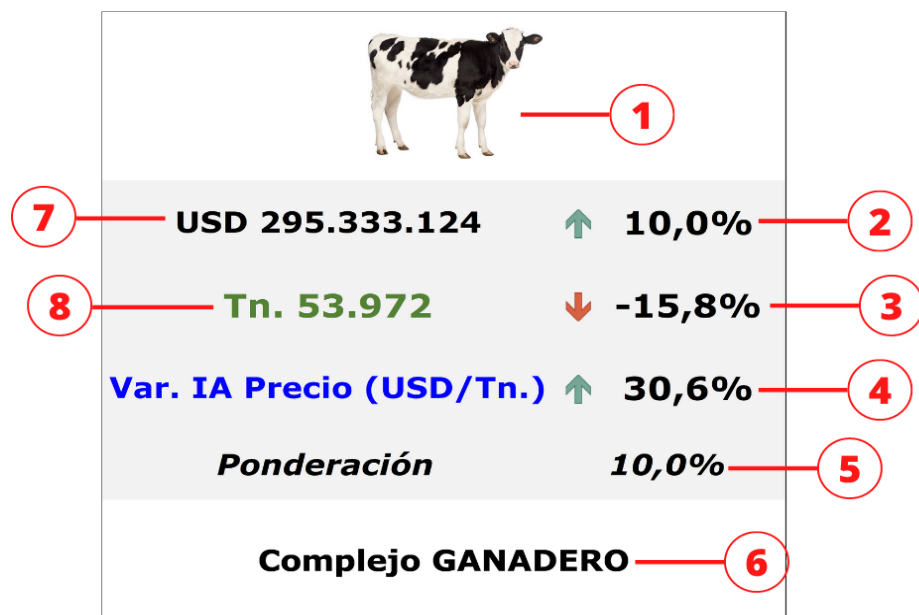 1
7 USD 295.333.124 10,0% 2
8 Tn. 53.972 -15,8% 3
Var. IA Precio (USD/Tn.) 30,6% 4
Ponderación 10,0% 5
Complejo GANADERO 6